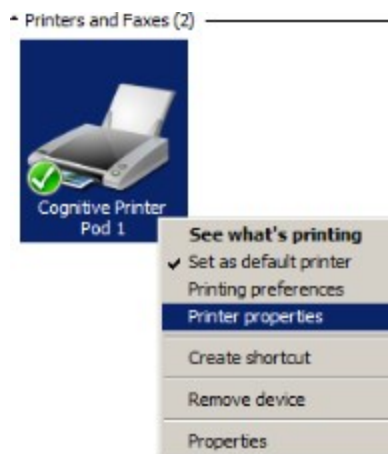 Printers and Faxes (2)
Cognitive Printer
Pod 1
See what's printing
Set as default printer
Printing preferences
Printer properties
Create shortcut
Remove device
Properties